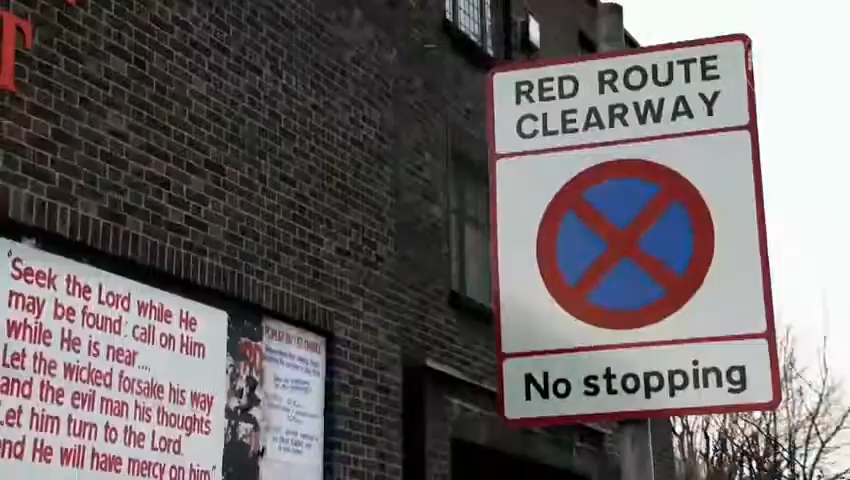 T
"Seek the Lord while He
may be found: call on Him
while He is near....
Let the wicked forsake his way
and the evil man his thoughts
Let him turn to the Lord.
and He will have mercy on him"
RED ROUTE
CLEARWAY
No stopping